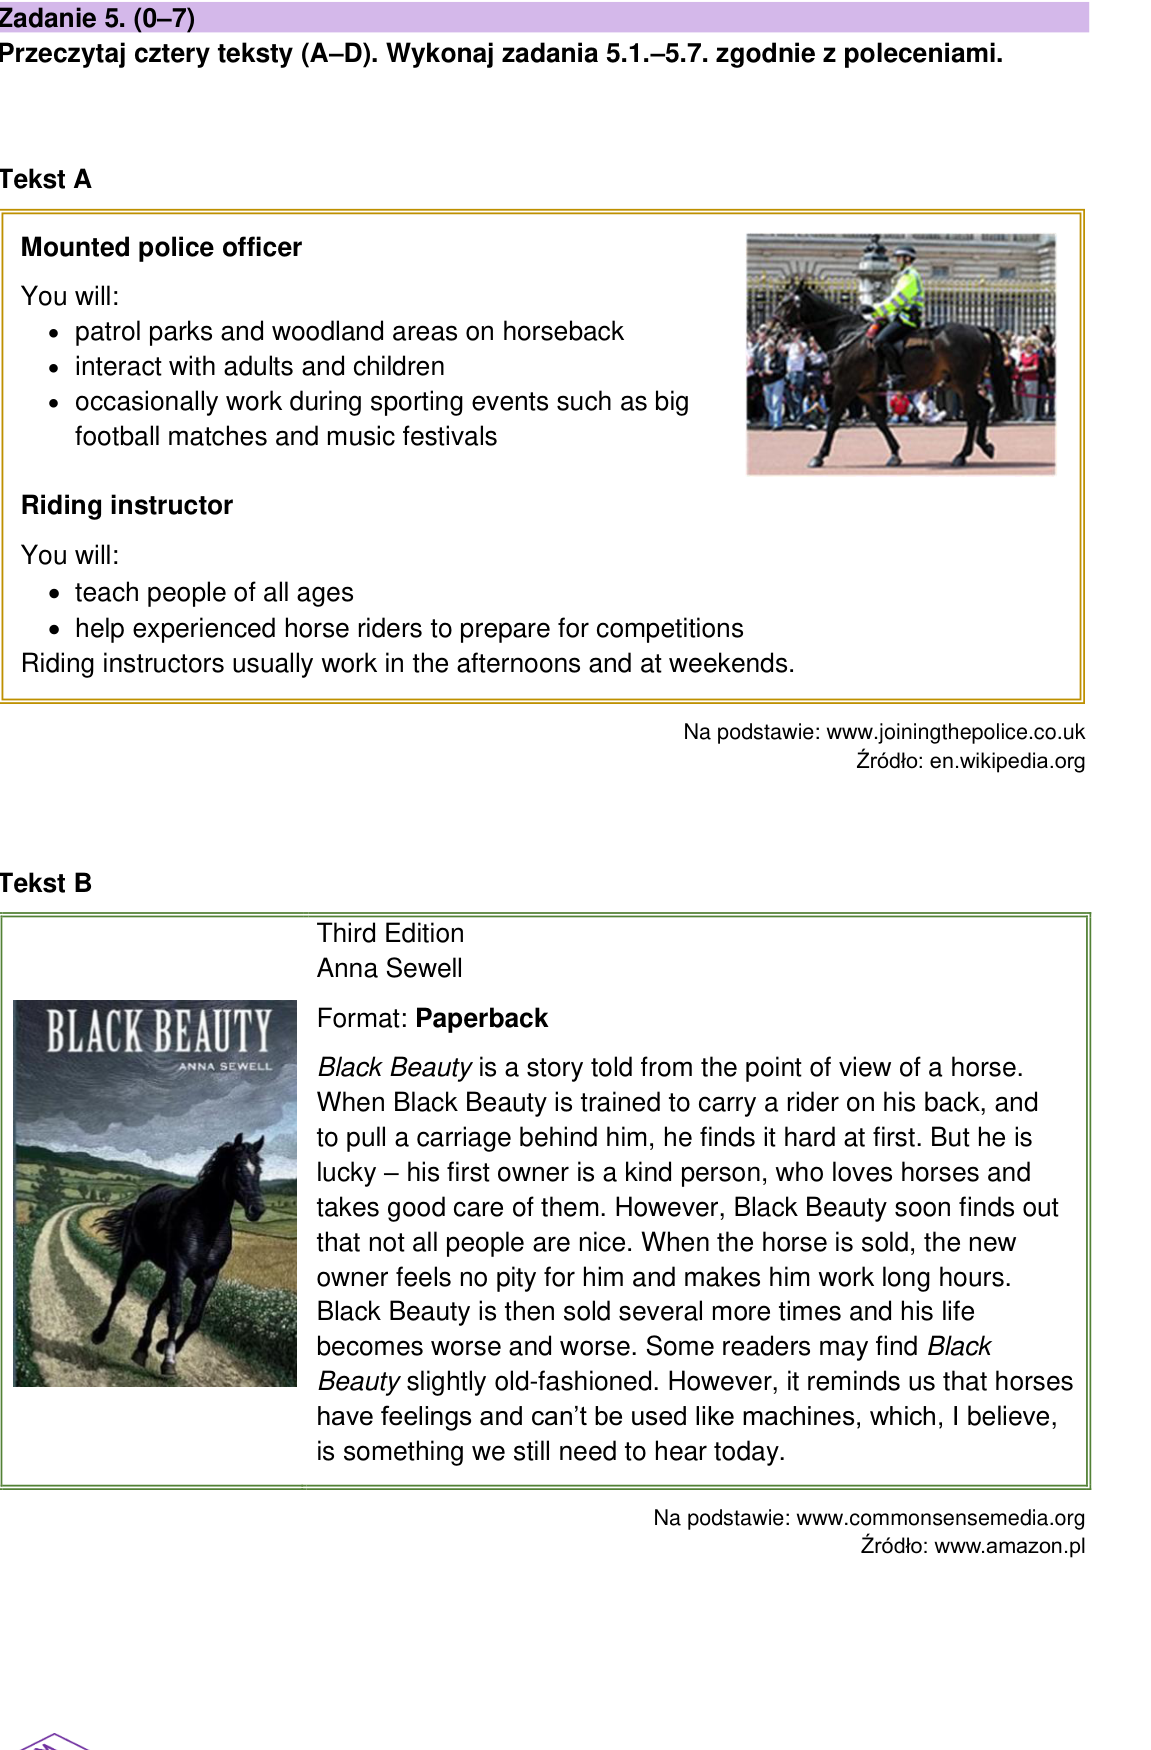 Zadanie 5. (0–7)
Przeczytaj cztery teksty (A–D). Wykonaj zadania 5.1.–5.7. zgodnie z poleceniami.
Tekst A
Mounted police officer
You will:
• patrol parks and woodland areas on horseback
• interact with adults and children
• occasionally work during sporting events such as big
football matches and music festivals
Riding instructor
You will:
• teach people of all ages
• help experienced horse riders to prepare for competitions
Riding instructors usually work in the afternoons and at weekends.
Na podstawie: www.joiningthepolice.co.uk
Źródło: en.wikipedia.org
Tekst B
BLACK BEAUTY
ANNA SEWELL
Third Edition
Anna Sewell
Format: Paperback
Black Beauty is a story told from the point of view of a horse.
When Black Beauty is trained to carry a rider on his back, and
to pull a carriage behind him, he finds it hard at first. But he is
lucky – his first owner is a kind person, who loves horses and
takes good care of them. However, Black Beauty soon finds out
that not all people are nice. When the horse is sold, the new
owner feels no pity for him and makes him work long hours.
Black Beauty is then sold several more times and his life
becomes worse and worse. Some readers may find Black
Beauty slightly old-fashioned. However, it reminds us that horses
have feelings and can’t be used like machines, which, I believe,
is something we still need to hear today.
Na podstawie: www.commonsensemedia.org
Źródło: www.amazon.pl